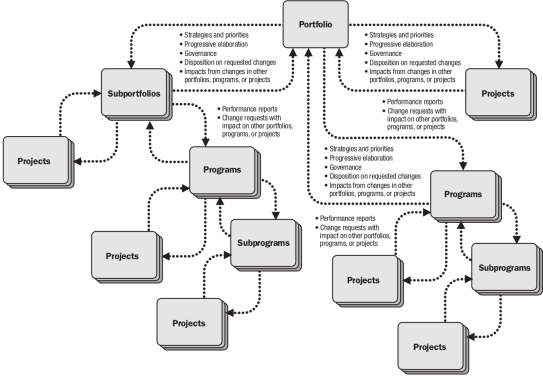 Portfolio
• Strategies and priorities
• Progressive elaboration
• Governance
• Disposition on requested changes
• Impacts from changes in other
portfolios, programs, or projects
• Strategies and priorities
• Progressive elaboration
• Governance
• Disposition on requested changes
• Impacts from changes in other
portfolios, programs, or projects
Subportfolios
Projects
• Performance reports
• Change requests with
impact on other portfolios,
programs, or projects
• Performance reports
• Change requests with
impact on other portfolios,
programs, or projects
Projects
Programs
• Strategies and priorities
• Progressive elaboration
• Governance
• Disposition on requested changes
• Impacts from changes in other
portfolios, programs, or projects
Programs
• Performance reports
• Change requests with
impact on other portfolios,
programs, or projects
Projects
Subprograms
Projects
Subprograms
Projects
Projects